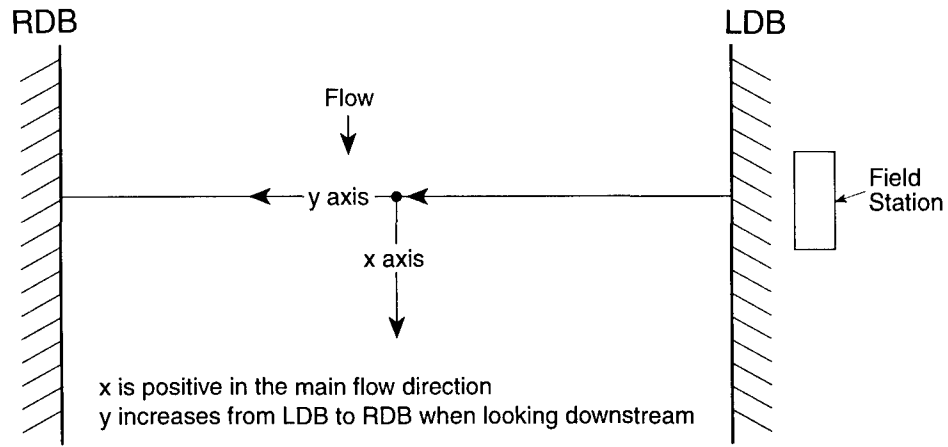 RDB
LDB
Flow
y axis
Field
Station
x axis
x is positive in the main flow direction
y increases from LDB to RDB when looking downstream